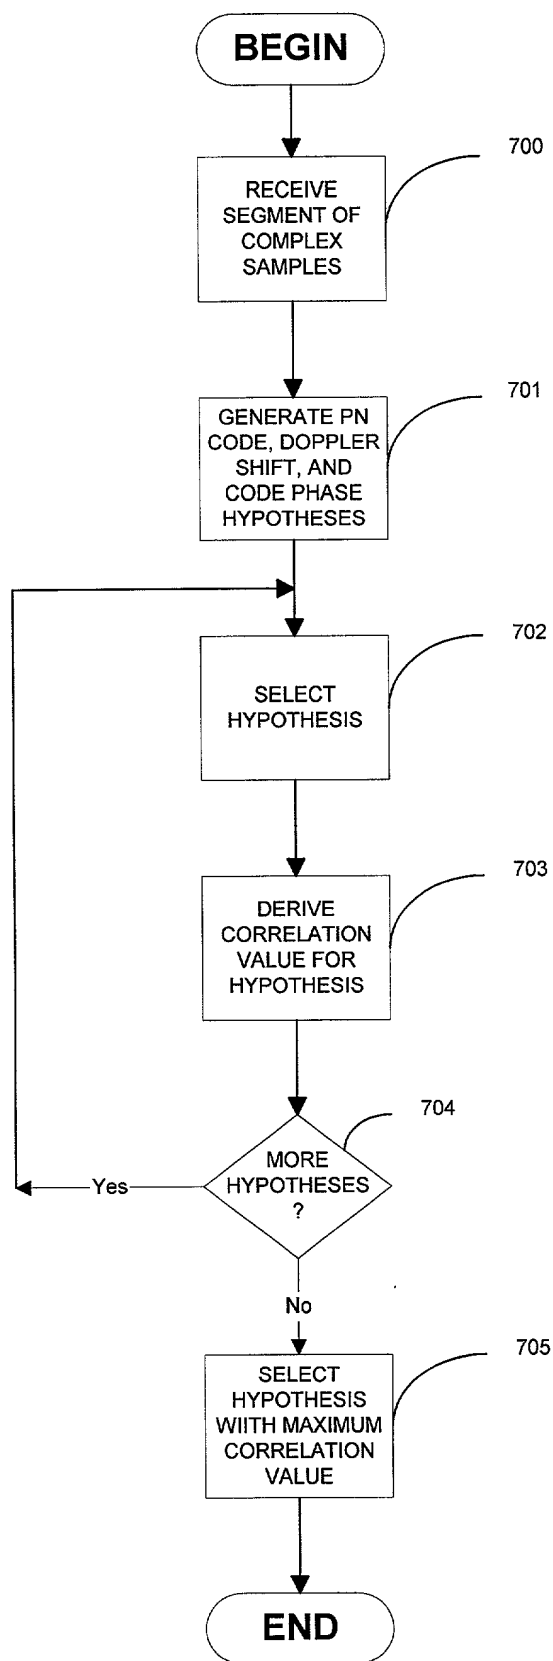 BEGIN
700
RECEIVE
SEGMENT OF
COMPLEX
SAMPLES
701
GENERATE PN
CODE, DOPPLER
SHIFT, AND
CODE PHASE
HYPOTHESES
702
SELECT
HYPOTHESIS
703
DERIVE
CORRELATION
VALUE FOR
HYPOTHESIS
704
MORE
HYPOTHESES
?
Yes
No
705
SELECT
HYPOTHESIS
WIITH MAXIMUM
CORRELATION
VALUE
END